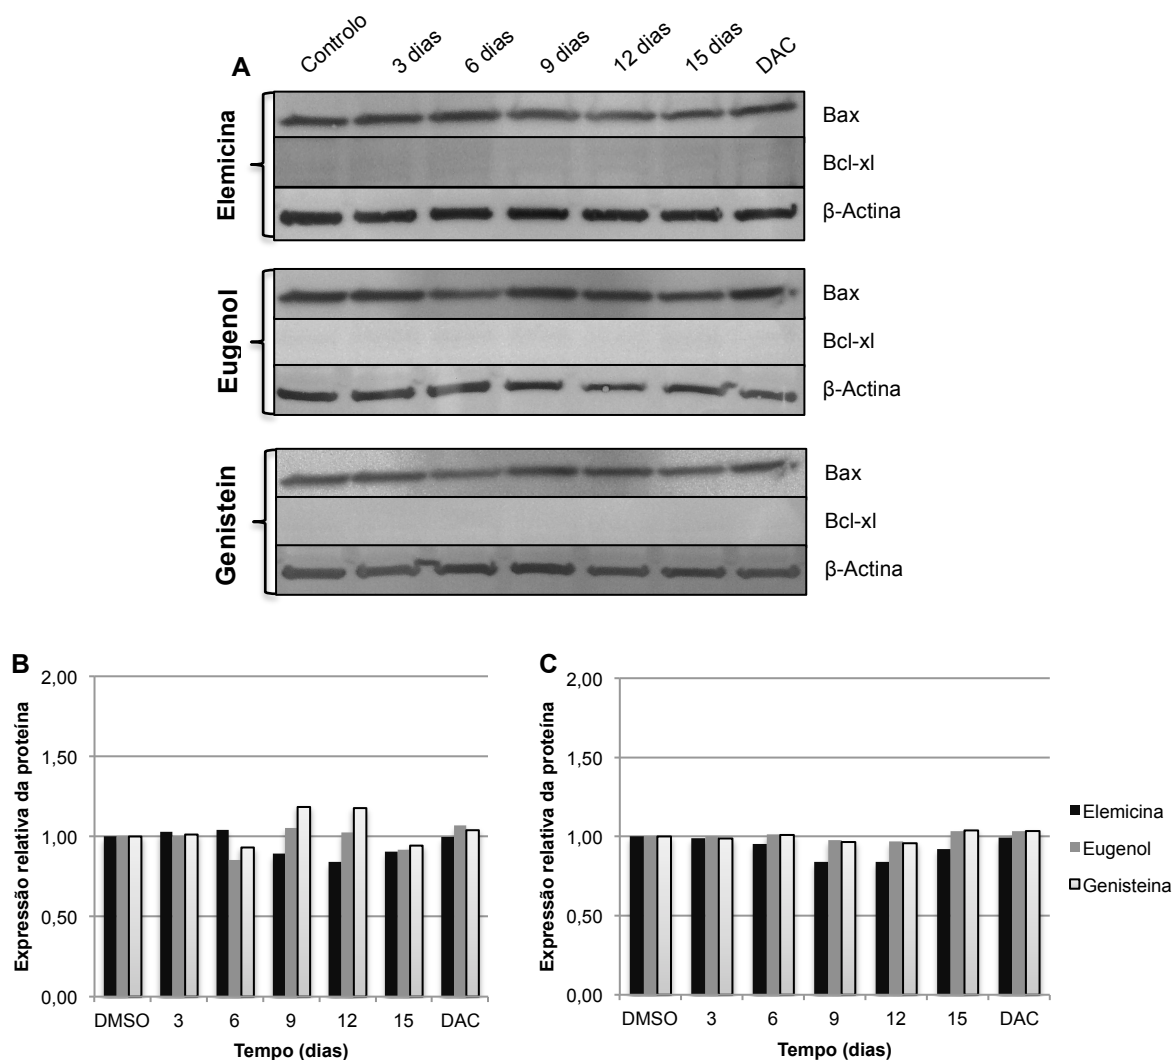 A
Controlo 3 dias 6 dias 9 dias 12 dias 15 dias DAC
Elemicina
Bax
Bcl-xl
β-Actina
Eugenol
Bax
Bcl-xl
β-Actina
Genistein
Bax
Bcl-xl
β-Actina
B
Expressão relativa da proteína
2,00
1,50
1,00
0,50
0,00
DMSO 3 6 9 12 15 DAC
Tempo (dias)
C
Expressão relativa da proteína
2,00
1,50
1,00
0,50
0,00
DMSO 3 6 9 12 15 DAC
Tempo (dias)
Elemicina
Eugenol
Genisteina